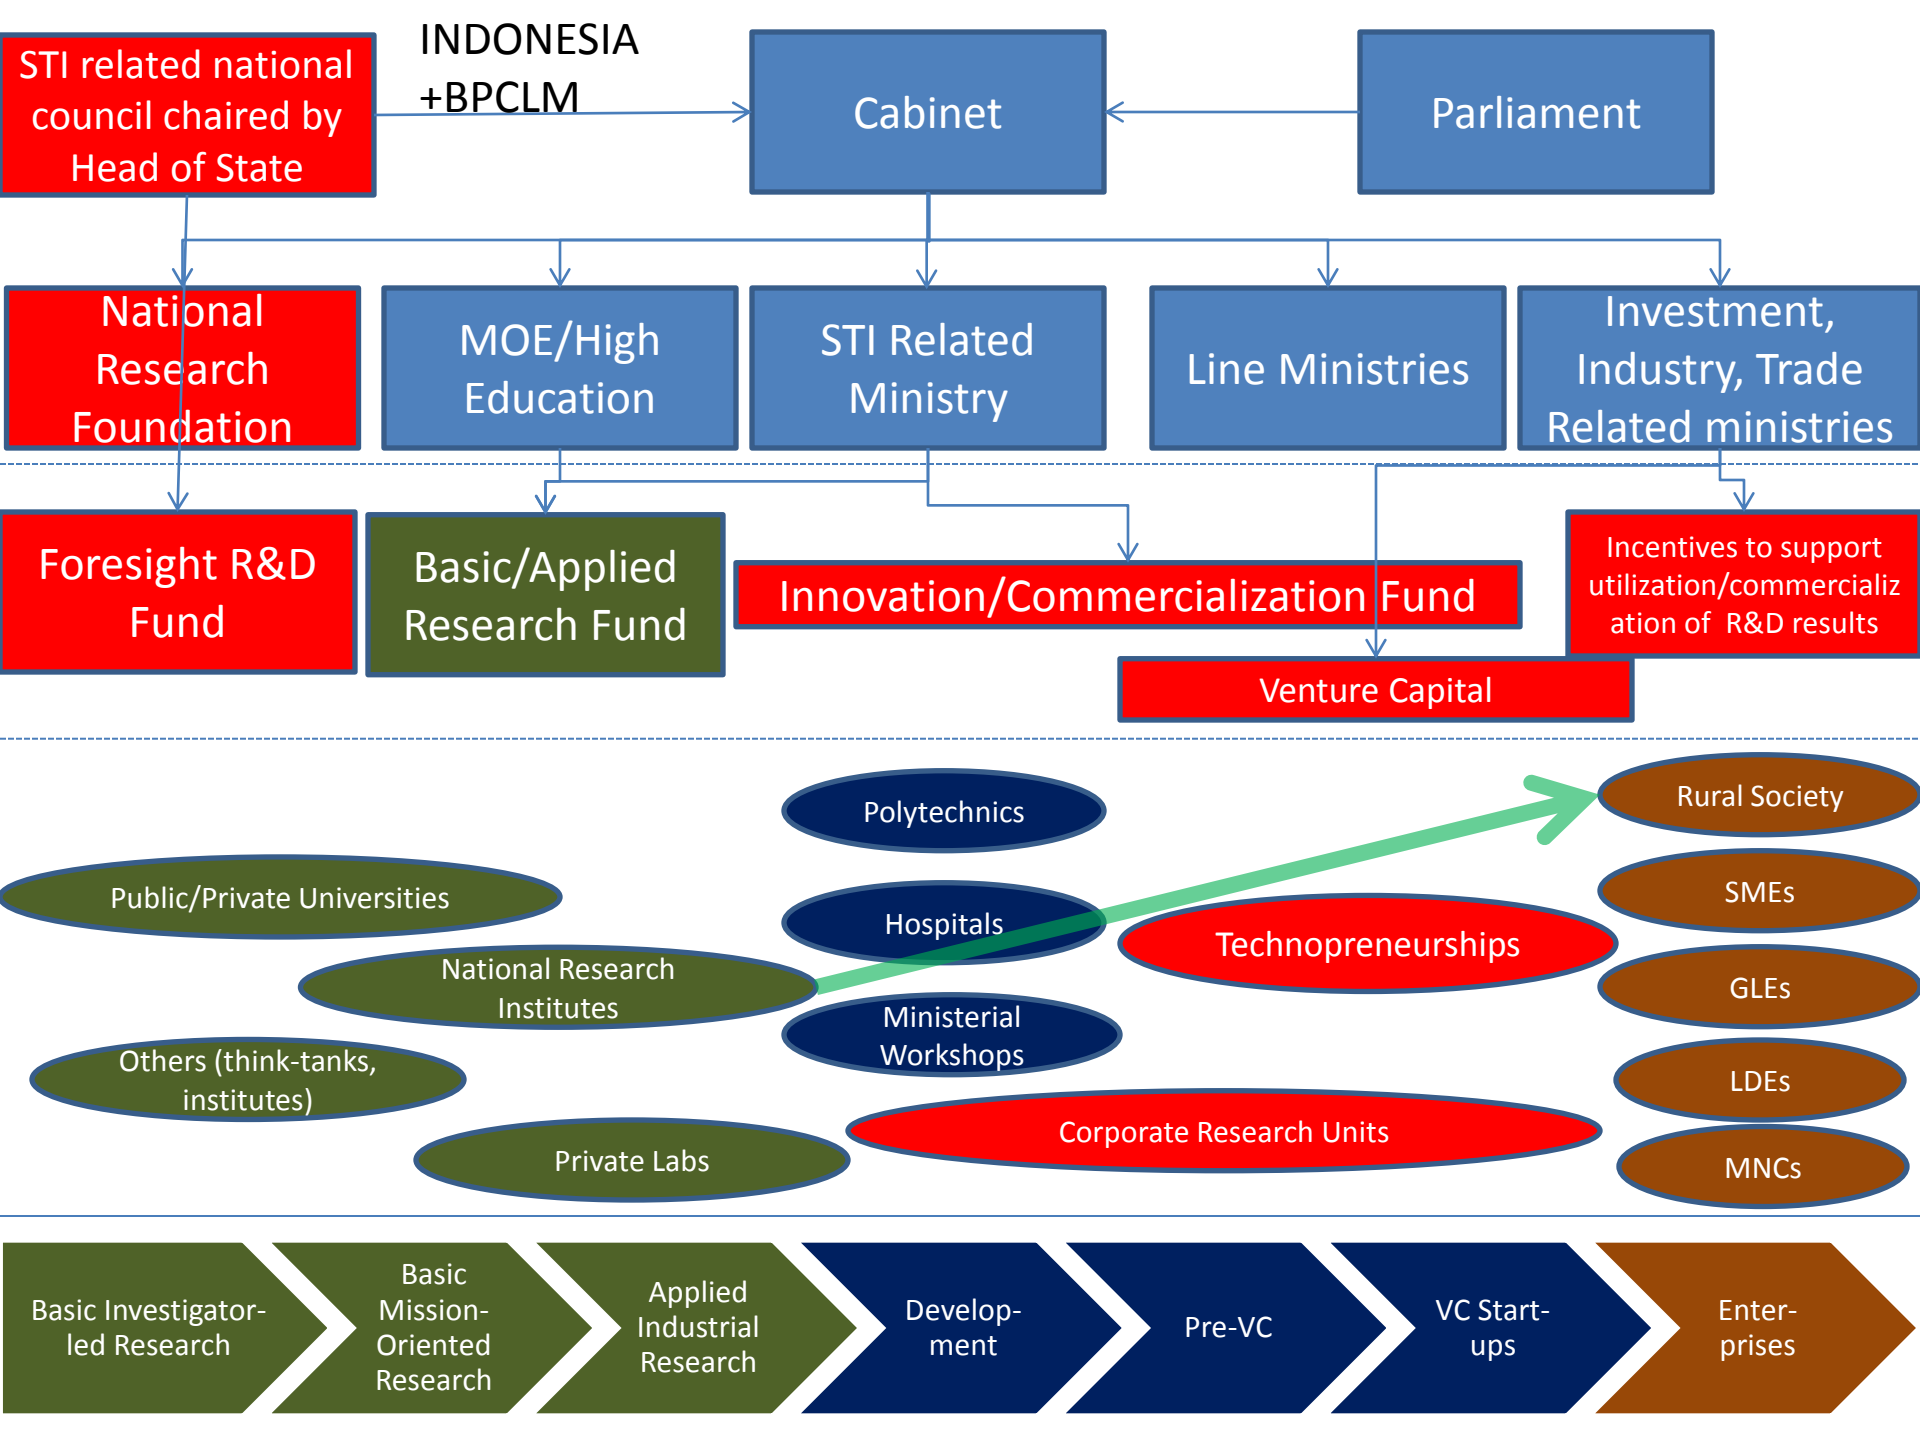 STI related national
council chaired by
Head of State
INDONESIA
+BPCLM
Cabinet
Parliament
National
Research
Foundation
MOE/High
Education
STI Related
Ministry
Line Ministries
Investment,
Industry, Trade
Related ministries
Foresight R&D
Fund
Basic/Applied
Research Fund
Innovation/Commercialization Fund
Incentives to support
utilization/commercializ
ation of R&D results
Venture Capital
Polytechnics
Rural Society
Public/Private Universities
Hospitals
SMEs
Technopreneurships
National Research
Institutes
GLEs
Ministerial
Workshops
Others (think-tanks,
institutes)
LDEs
Corporate Research Units
Private Labs
MNCs
Basic Investigator-
led Research
Basic
Mission-
Oriented
Research
Applied
Industrial
Research
Develop-
ment
Pre-VC
VC Start-
ups
Enter-
prises